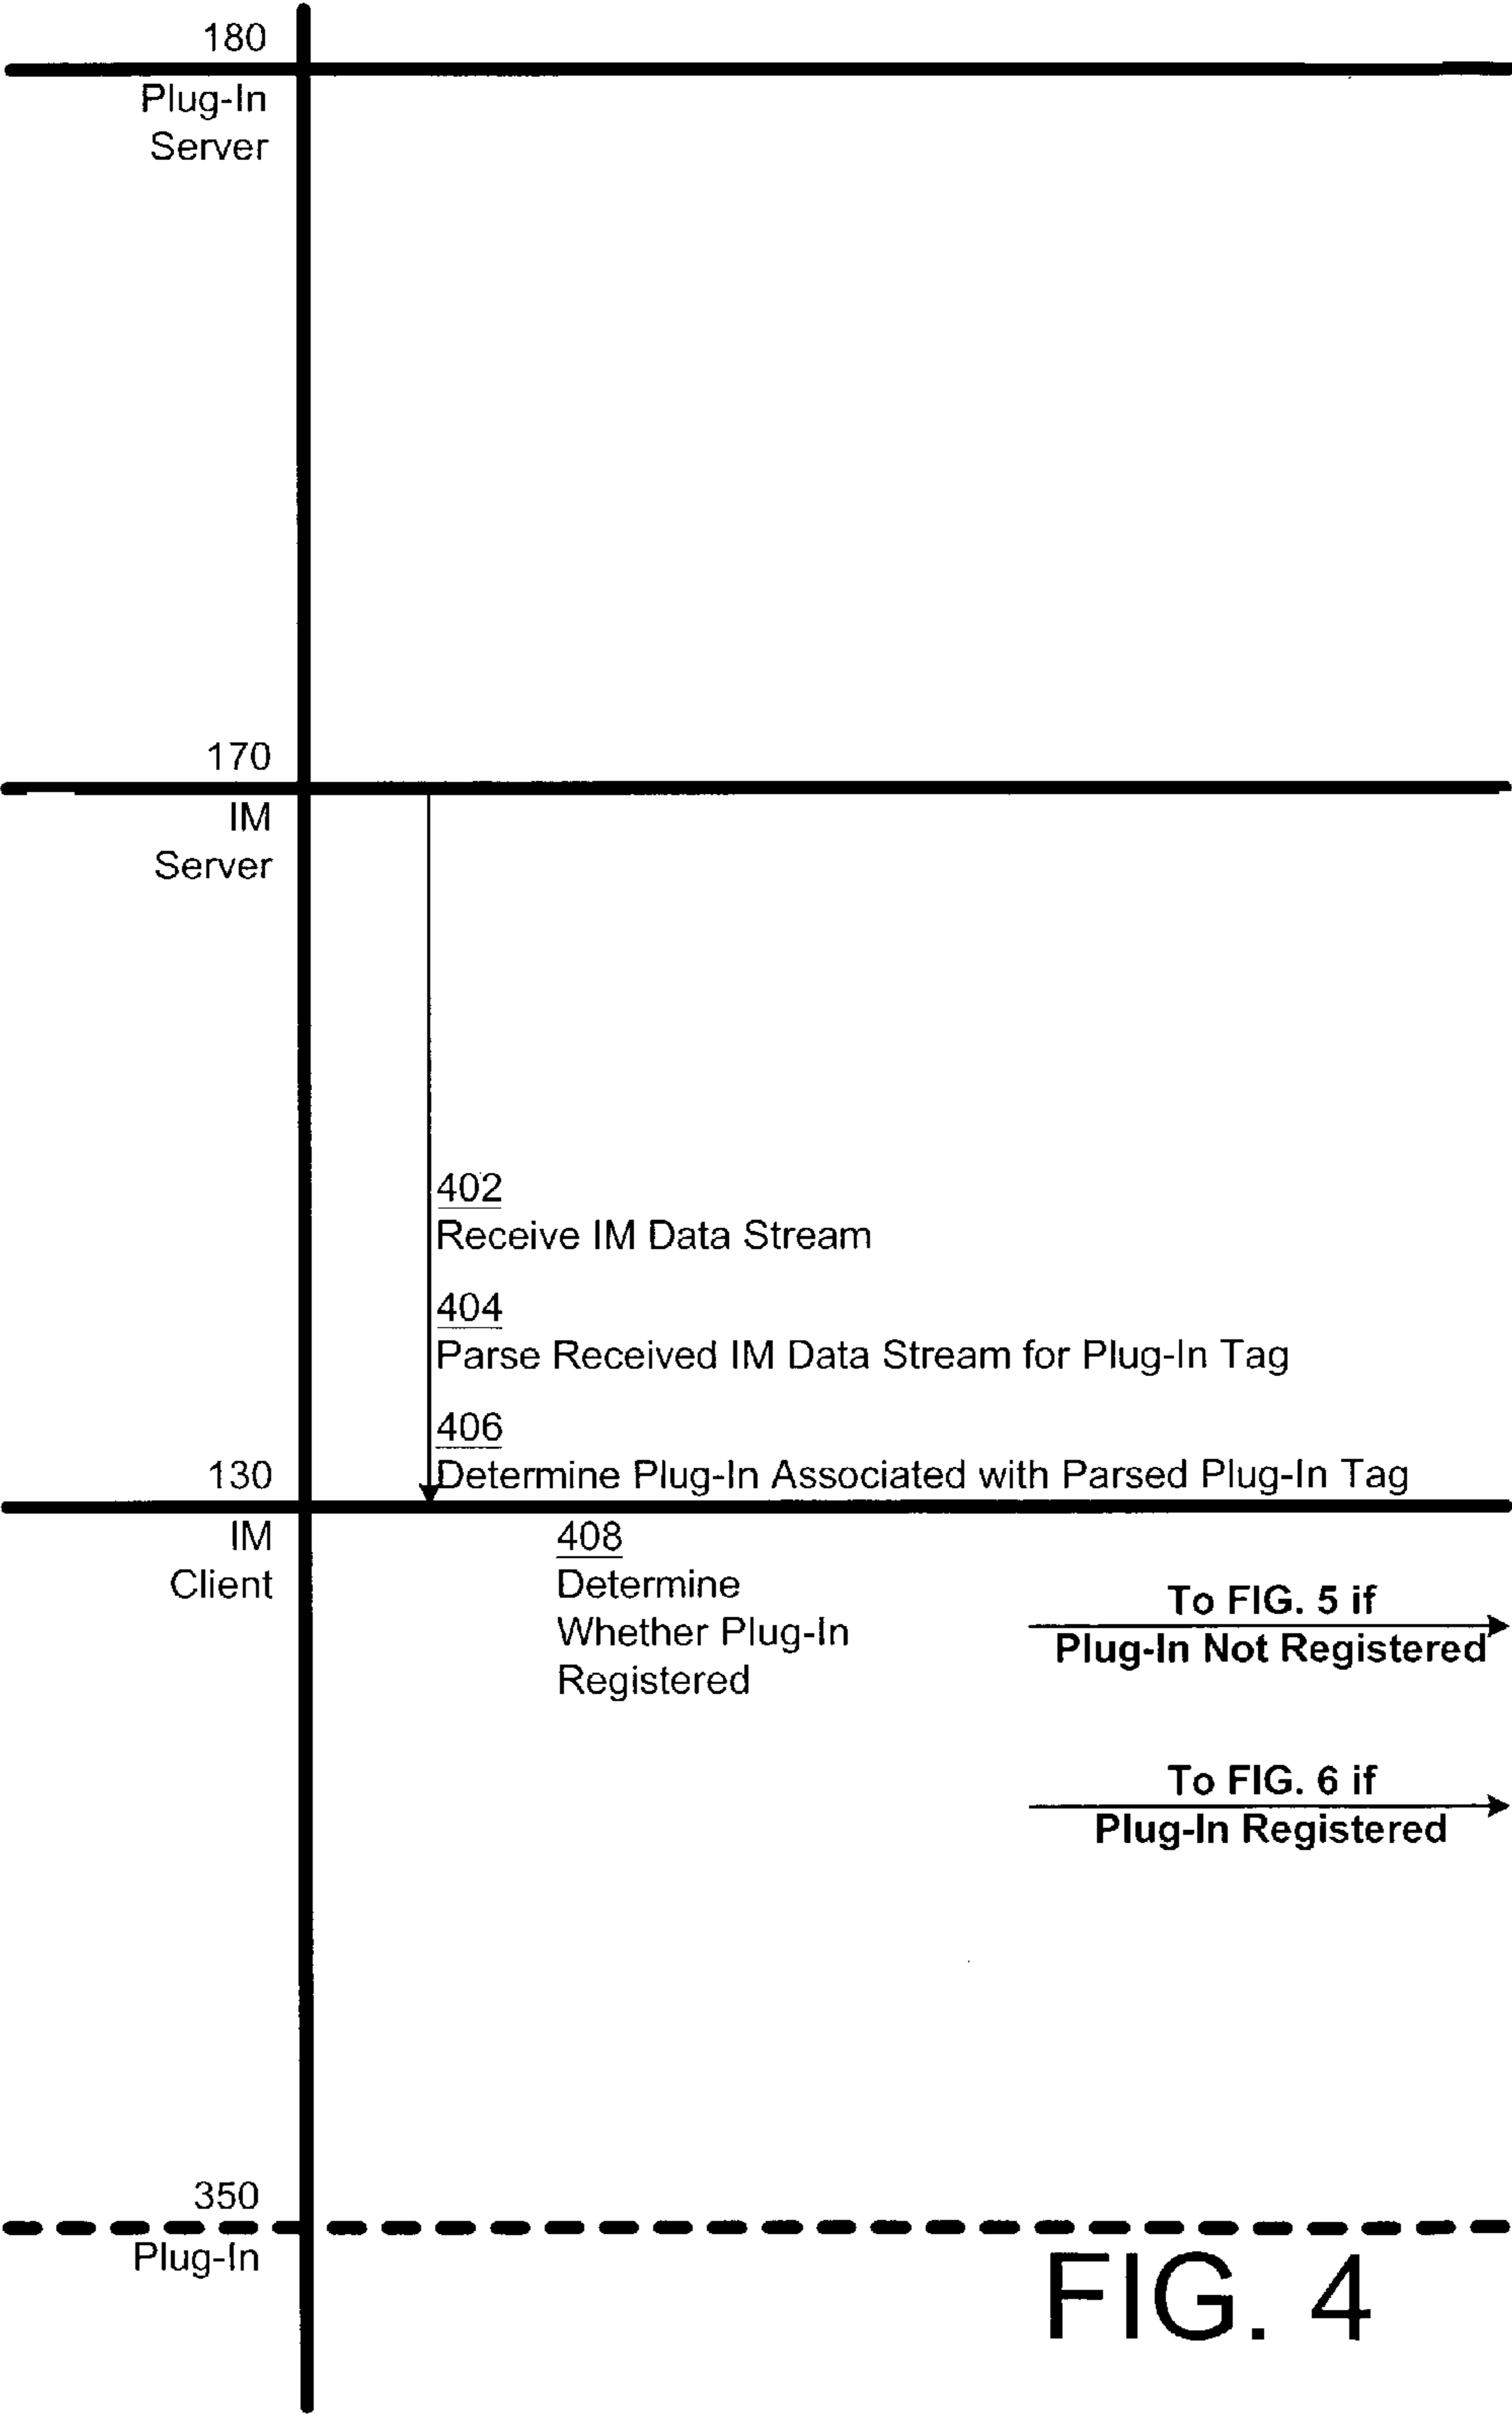 180
Plug-In
Server
170
IM
Server
402
Receive IM Data Stream
404
Parse Received IM Data Stream for Plug-In Tag
406
Determine Plug-In Associated with Parsed Plug-In Tag
130
IM
Client
408
Determine
Whether Plug-In
Registered
To FIG. 5 if
Plug-In Not Registered
To FIG. 6 if
Plug-In Registered
350
Plug-In
FIG. 4